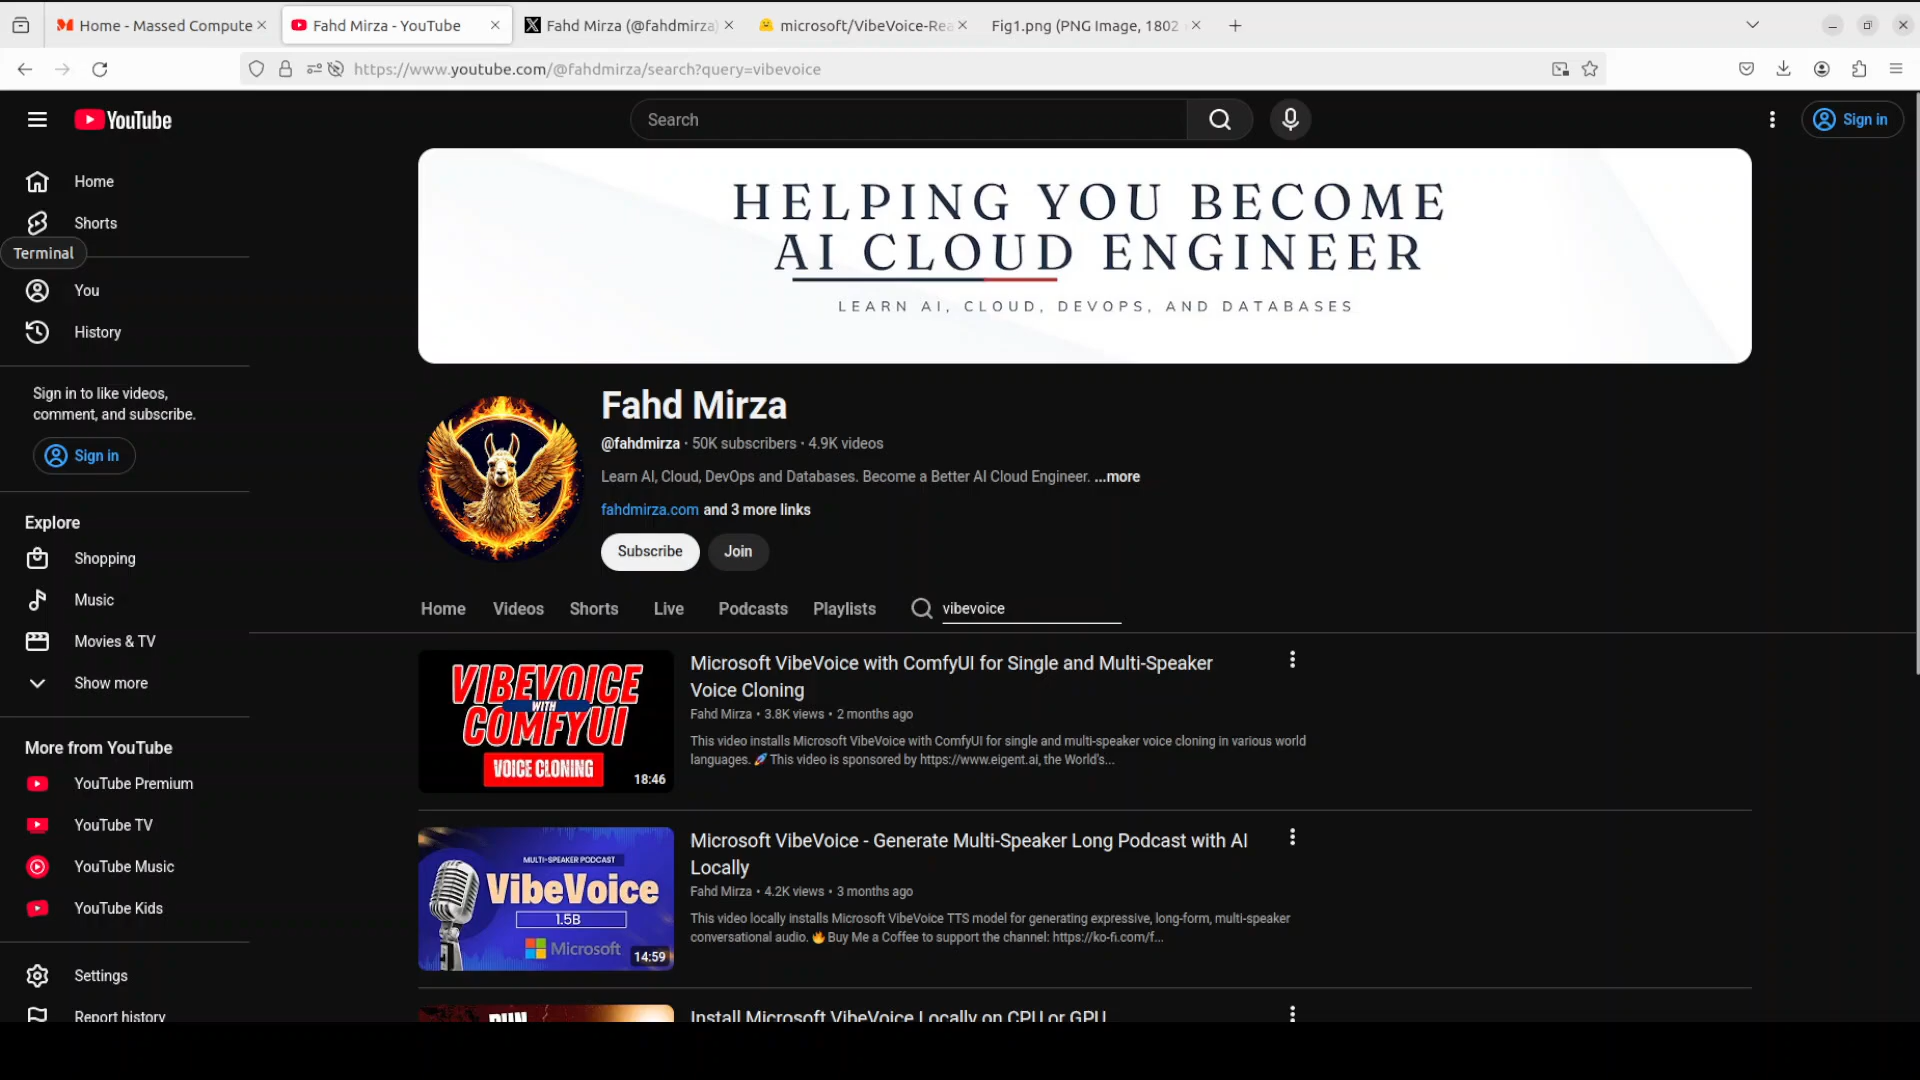 Home - Massed Compute
Fahd Mirza - YouTube
Fahd Mirza (@fahdmirza)
microsoft/VibeVoice-Rea
Fig1.png (PNG Image, 1802
https://www.youtube.com/@fahdmirza/search?query=vibevoice
YouTube
Search
Sign in
Home
Shorts
Terminal
You
History
Sign in to like videos,
comment, and subscribe.
Sign in
Explore
Shopping
Music
Movies & TV
Show more
More from YouTube
YouTube Premium
YouTube TV
YouTube Music
YouTube Kids
Settings
Report history
HELPING YOU BECOME
AI CLOUD ENGINEER
LEARN AI, CLOUD, DEVOPS, AND DATABASES
Fahd Mirza
@fahdmirza • 50K subscribers • 4.9K videos
Learn AI, Cloud, DevOps and Databases. Become a Better AI Cloud Engineer. ...more
fahdmirza.com and 3 more links
Subscribe
Join
Home Videos Shorts Live Podcasts Playlists vibevoice
VIBEVOICE
WITH
COMFYUI
VOICE CLONING
18:46
Microsoft VibeVoice with ComfyUI for Single and Multi-Speaker
Voice Cloning
Fahd Mirza • 3.8K views • 2 months ago
This video installs Microsoft VibeVoice with ComfyUI for single and multi-speaker voice cloning in various world
languages. 🚀 This video is sponsored by https://www.eigent.ai, the World's...
MULTI-SPEAKER PODCAST
VibeVoice
1.5B
Microsoft
14:59
Microsoft VibeVoice - Generate Multi-Speaker Long Podcast with AI
Locally
Fahd Mirza • 4.2K views • 3 months ago
This video locally installs Microsoft VibeVoice TTS model for generating expressive, long-form, multi-speaker
conversational audio. 🔥 Buy Me a Coffee to support the channel: https://ko-fi.com/f...
RUN
Install Microsoft VibeVoice Locally on CPU or GPU